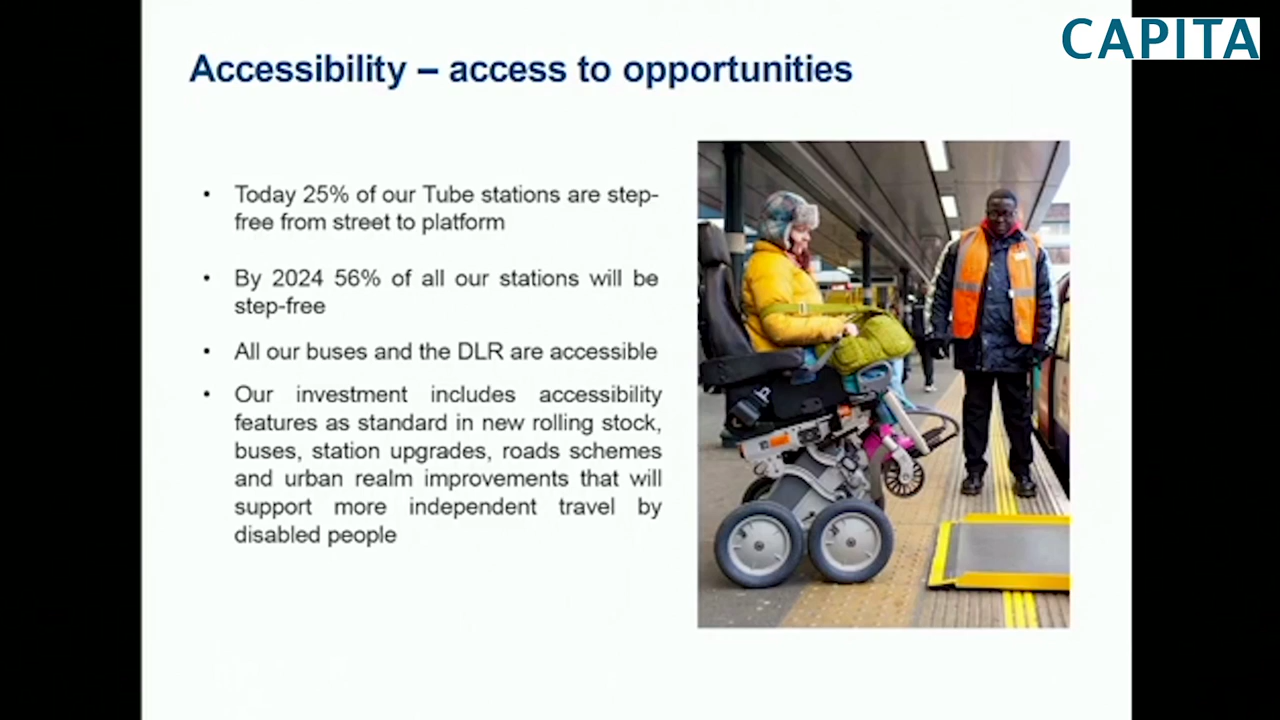 CAPITA
Accessibility – access to opportunities
• Today 25% of our Tube stations are step-
free from street to platform
• By 2024 56% of all our stations will be
step-free
• All our buses and the DLR are accessible
• Our investment includes accessibility
features as standard in new rolling stock,
buses, station upgrades, roads schemes
and urban realm improvements that will
support more independent travel by
disabled people